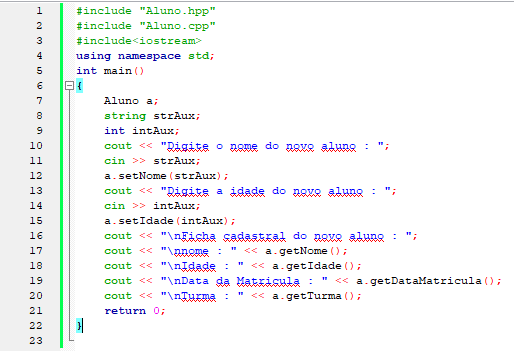 1 #include "Aluno.hpp"
2 #include "Aluno.cpp"
3 #include<iostream>
4 using namespace std;
5 int main()
6 {
7 Aluno a;
8 string strAux;
9 int intAux;
10 cout << "Digite o nome do novo aluno : ";
11 cin >> strAux;
12 a.setNome(strAux);
13 cout << "Digite a idade do novo aluno : ";
14 cin >> intAux;
15 a.setIdade(intAux);
16 cout << "\nFicha cadastral do novo aluno : ";
17 cout << "\nnome : " << a.getNome();
18 cout << "\nIdade : " << a.getIdade();
19 cout << "\nData da Matricula : " << a.getDataMatricula();
20 cout << "\nTurma : " << a.getTurma();
21 return 0;
22 }
23